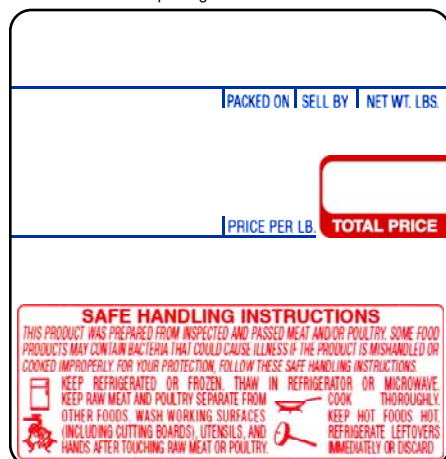 PACKED ON SELL BY NET WT. LBS.
PRICE PER LB. TOTAL PRICE
SAFE HANDLING INSTRUCTIONS
THIS PRODUCT WAS PREPARED FROM INSPECTED AND PASSED MEAT AND/OR POULTRY. SOME FOOD
PRODUCTS MAY CONTAIN BACTERIA THAT COULD CAUSE ILLNESS IF THE PRODUCT IS MISHANDLED OR
COOKED IMPROPERLY. FOR YOUR PROTECTION, FOLLOW THESE SAFE HANDLING INSTRUCTIONS.
KEEP REFRIGERATED OR FROZEN. THAW IN REFRIGERATOR OR MICROWAVE.
KEEP RAW MEAT AND POULTRY SEPARATE FROM
OTHER FOODS. WASH WORKING SURFACES
(INCLUDING CUTTING BOARDS), UTENSILS, AND
HANDS AFTER TOUCHING RAW MEAT OR POULTRY.
COOK THOROUGHLY.
KEEP HOT FOODS HOT.
REFRIGERATE LEFTOVERS
IMMEDIATELY OR DISCARD